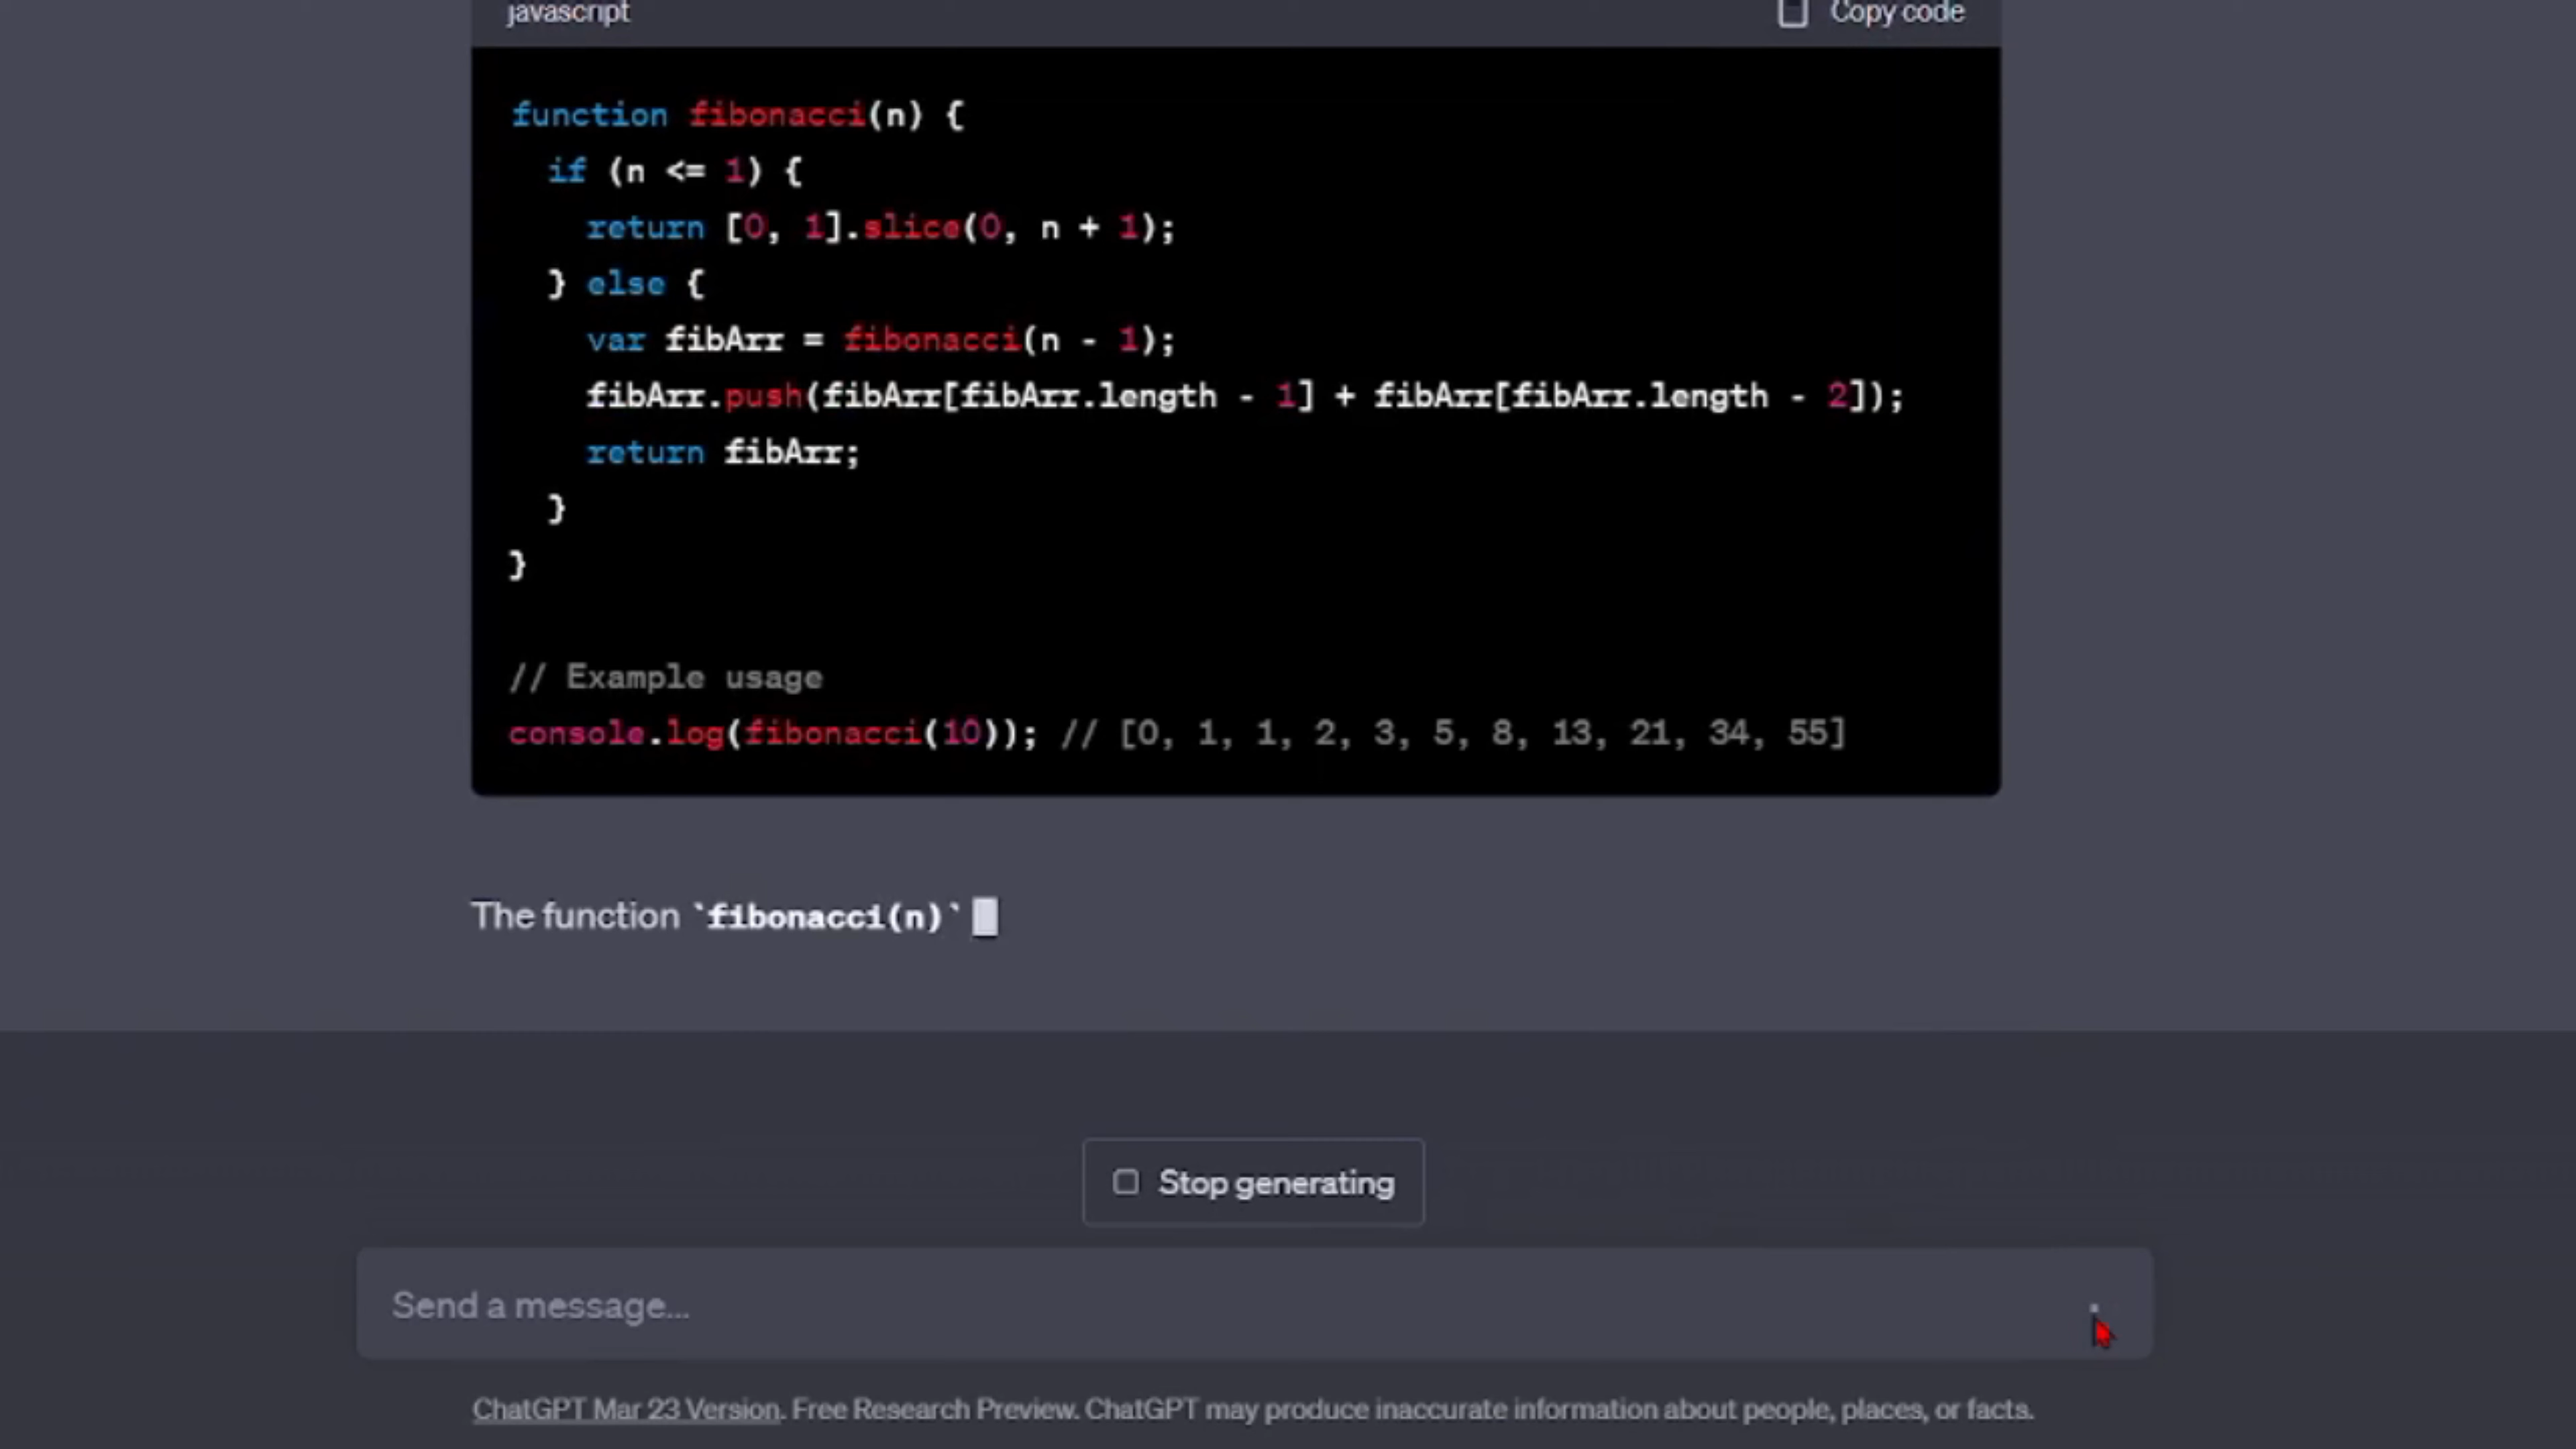 javascript Copy code
function fibonacci(n) {
  if (n <= 1) {
    return [0, 1].slice(0, n + 1);
  } else {
    var fibArr = fibonacci(n - 1);
    fibArr.push(fibArr[fibArr.length - 1] + fibArr[fibArr.length - 2]);
    return fibArr;
  }
}
// Example usage
console.log(fibonacci(10)); // [0, 1, 1, 2, 3, 5, 8, 13, 21, 34, 55]
The function `fibonacci(n)`
Stop generating
Send a message...
ChatGPT Mar 23 Version. Free Research Preview. ChatGPT may produce inaccurate information about people, places, or facts.